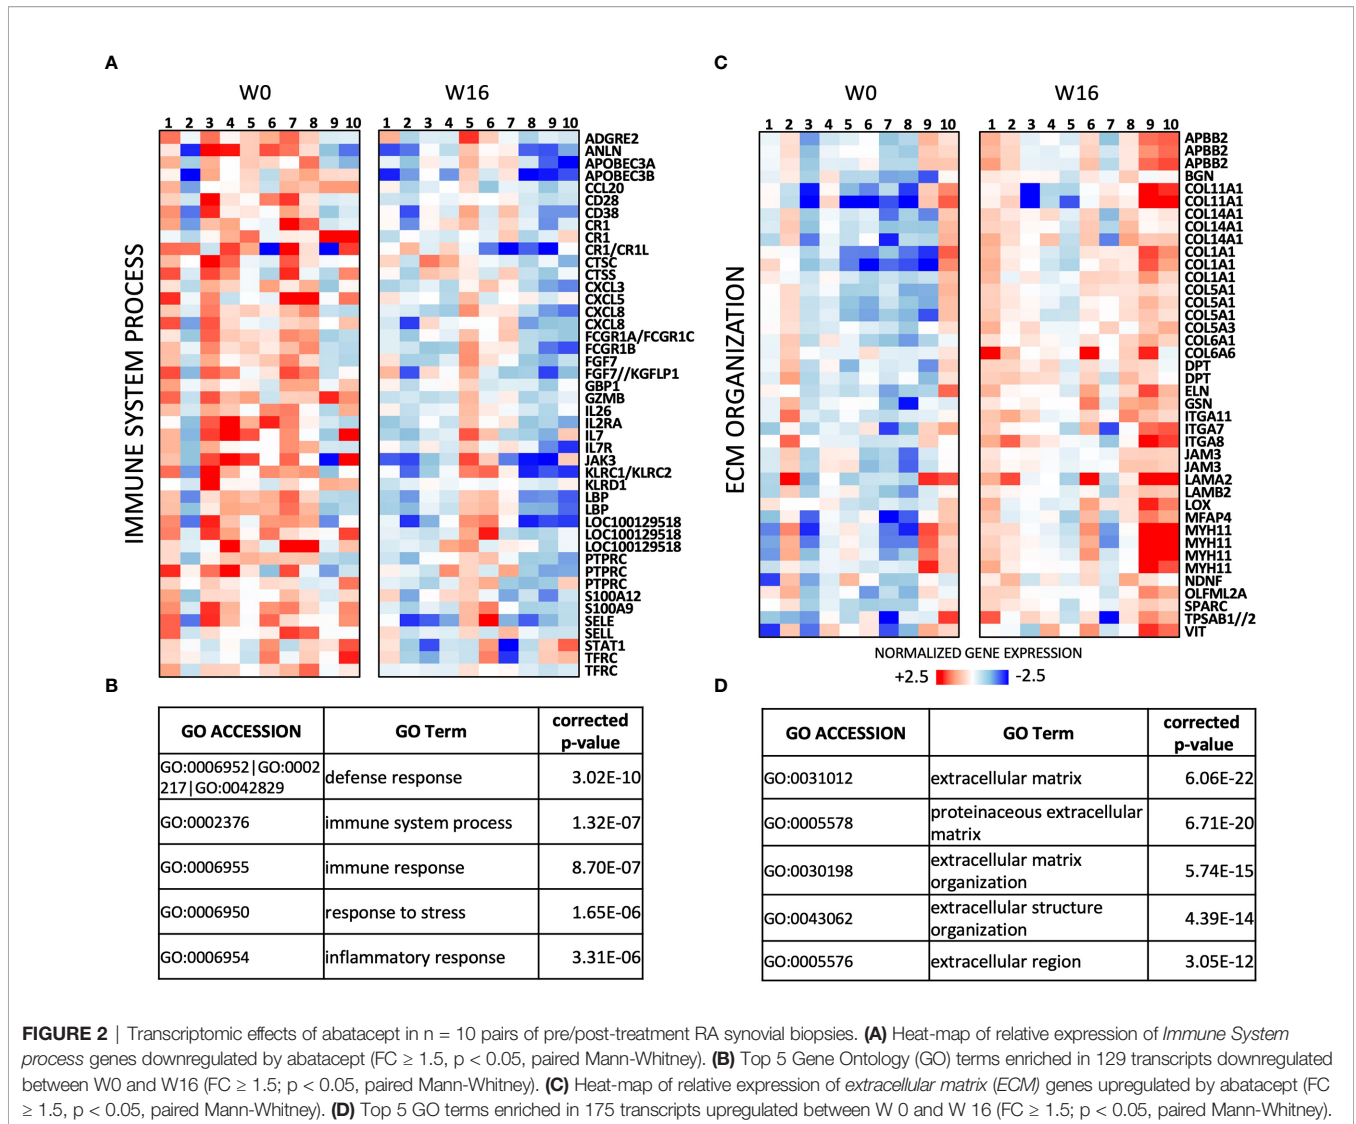 A
W0
W16
1 2 3 4 5 6 7 8 9 10
1 2 3 4 5 6 7 8 9 10
IMMUNE SYSTEM PROCESS
ADGRE2
ANLN
APOBEC3A
APOBEC3B
CCL20
CD28
CD38
CR1
CR1
CR1/CR1L
CTSC
CTSS
CXCL3
CXCL5
CXCL8
CXCL8
FCGR1A/FCGR1C
FCGR1B
FGF7
FGF7//KGFLP1
GBP1
GZMB
IL26
IL2RA
IL7
IL7R
JAK3
KLRC1/KLRC2
KLRD1
LBP
LBP
LOC100129518
LOC100129518
LOC100129518
PTPRC
PTPRC
PTPRC
S100A12
S100A9
SELE
SELL
STAT1
TFRC
TFRC
C
W0
W16
1 2 3 4 5 6 7 8 9 10
1 2 3 4 5 6 7 8 9 10
ECM ORGANIZATION
APBB2
APBB2
APBB2
BGN
COL11A1
COL11A1
COL14A1
COL14A1
COL14A1
COL1A1
COL1A1
COL1A1
COL5A1
COL5A1
COL5A1
COL5A3
COL6A1
COL6A6
DPT
DPT
ELN
GSN
ITGA11
ITGA7
ITGA8
JAM3
JAM3
LAMA2
LAMB2
LOX
MFAP4
MYH11
MYH11
MYH11
MYH11
NDNF
OLFML2A
SPARC
TPSAB1//2
VIT
NORMALIZED GENE EXPRESSION
+2.5 -2.5
B
GO ACCESSION GO Term corrected
p-value
GO:0006952|GO:0002
217|GO:0042829 defense response 3.02E-10
GO:0002376 immune system process 1.32E-07
GO:0006955 immune response 8.70E-07
GO:0006950 response to stress 1.65E-06
GO:0006954 inflammatory response 3.31E-06
D
GO ACCESSION GO Term corrected
p-value
GO:0031012 extracellular matrix 6.06E-22
GO:0005578 proteinaceous extracellular
matrix 6.71E-20
GO:0030198 extracellular matrix
organization 5.74E-15
GO:0043062 extracellular structure
organization 4.39E-14
GO:0005576 extracellular region 3.05E-12
FIGURE 2 | Transcriptomic effects of abatacept in n = 10 pairs of pre/post-treatment RA synovial biopsies. (A) Heat-map of relative expression of Immune System
process genes downregulated by abatacept (FC ≥ 1.5, p < 0.05, paired Mann-Whitney). (B) Top 5 Gene Ontology (GO) terms enriched in 129 transcripts downregulated
between W0 and W16 (FC ≥ 1.5; p < 0.05, paired Mann-Whitney). (C) Heat-map of relative expression of extracellular matrix (ECM) genes upregulated by abatacept (FC
≥ 1.5, p < 0.05, paired Mann-Whitney). (D) Top 5 GO terms enriched in 175 transcripts upregulated between W 0 and W 16 (FC ≥ 1.5; p < 0.05, paired Mann-Whitney).